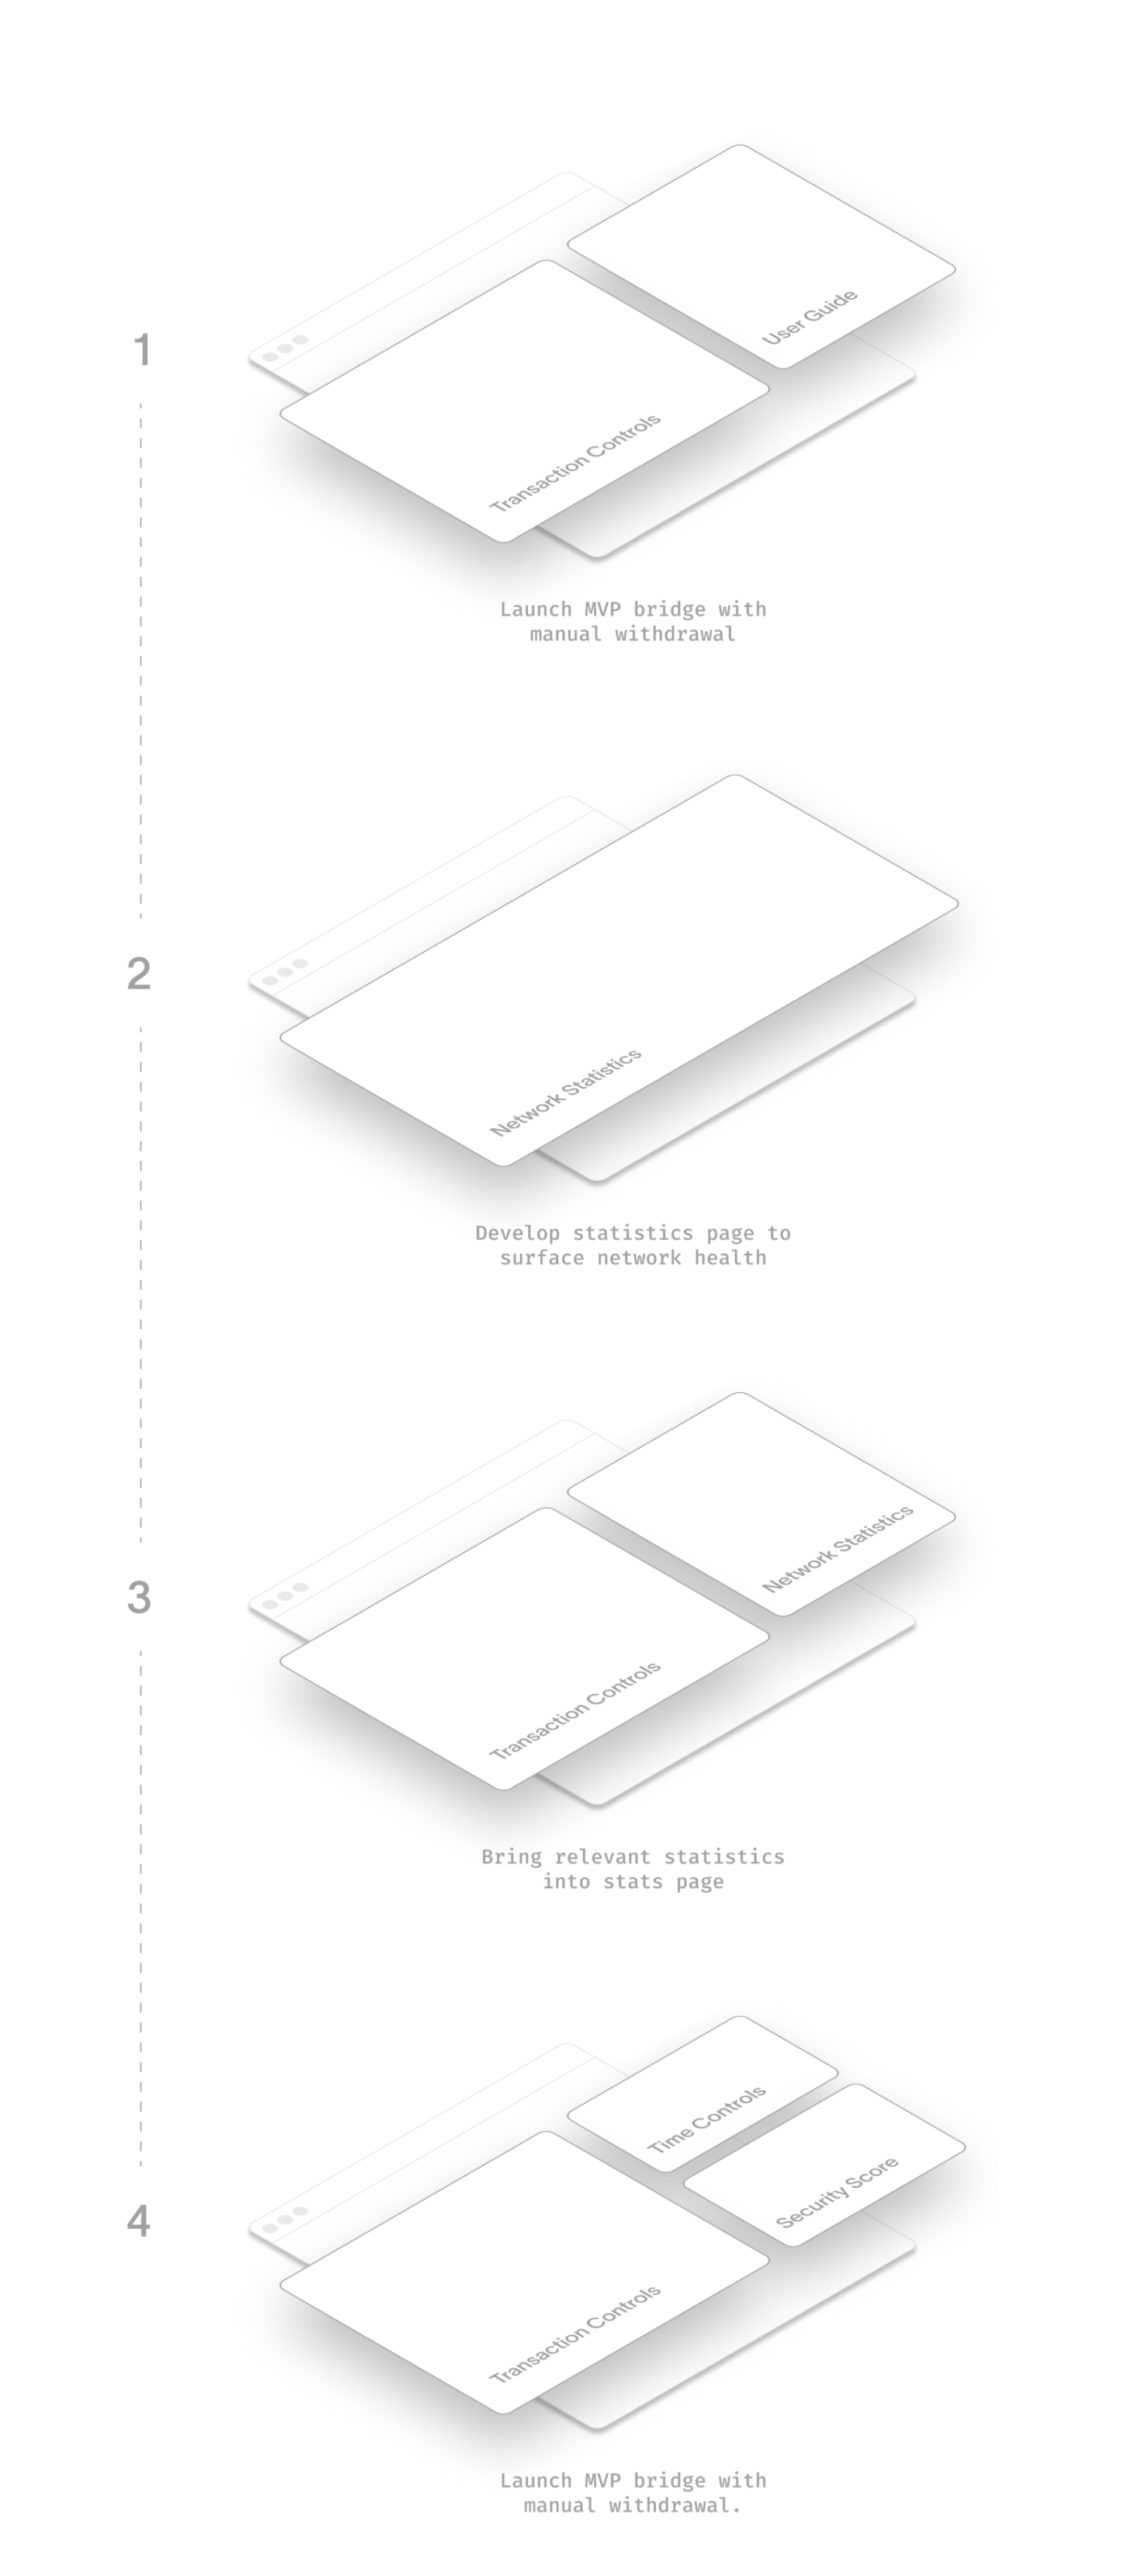 1
User Guide
Transaction Controls
Launch MVP bridge with
manual withdrawal
2
Network Statistics
Develop statistics page to
surface network health
3
Network Statistics
Transaction Controls
Bring relevant statistics
into stats page
4
Time Controls
Security Score
Transaction Controls
Launch MVP bridge with
manual withdrawal.